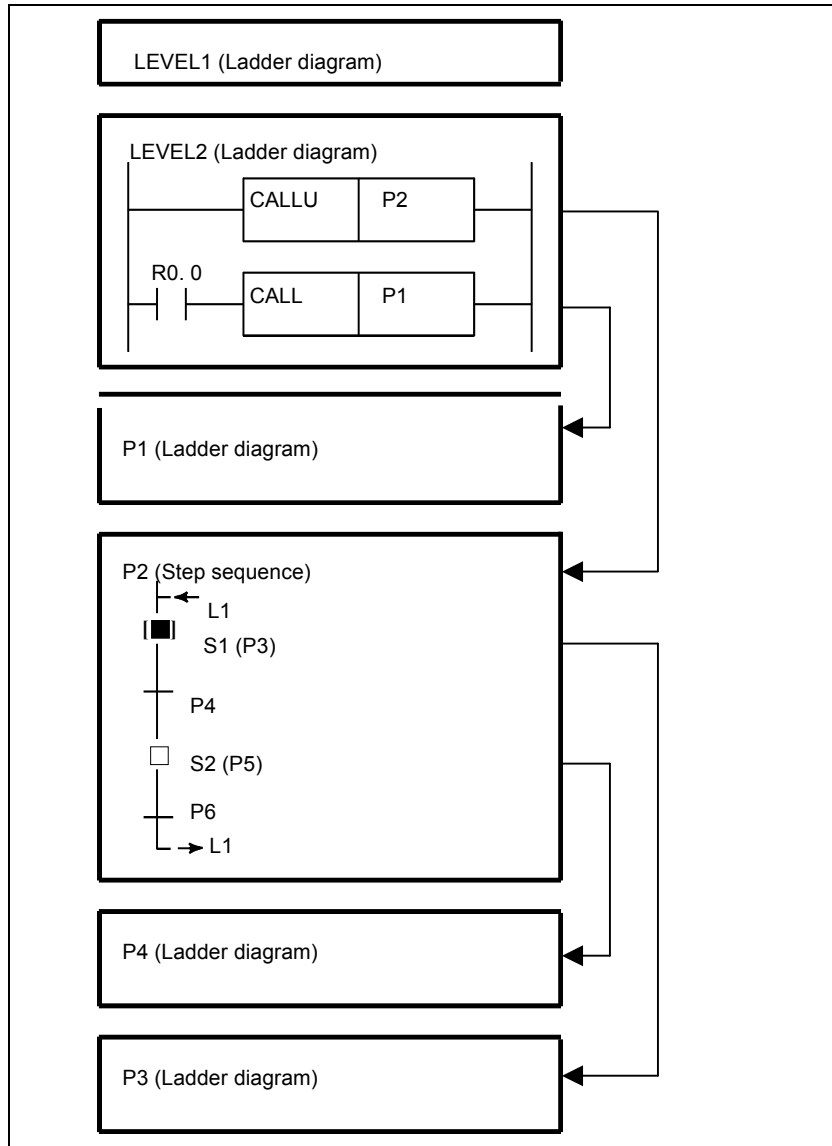 LEVEL1 (Ladder diagram)
LEVEL2 (Ladder diagram)
CALLU P2
R0. 0
CALL P1
P1 (Ladder diagram)
P2 (Step sequence)
L1
S1 (P3)
P4
S2 (P5)
P6
L1
P4 (Ladder diagram)
P3 (Ladder diagram)